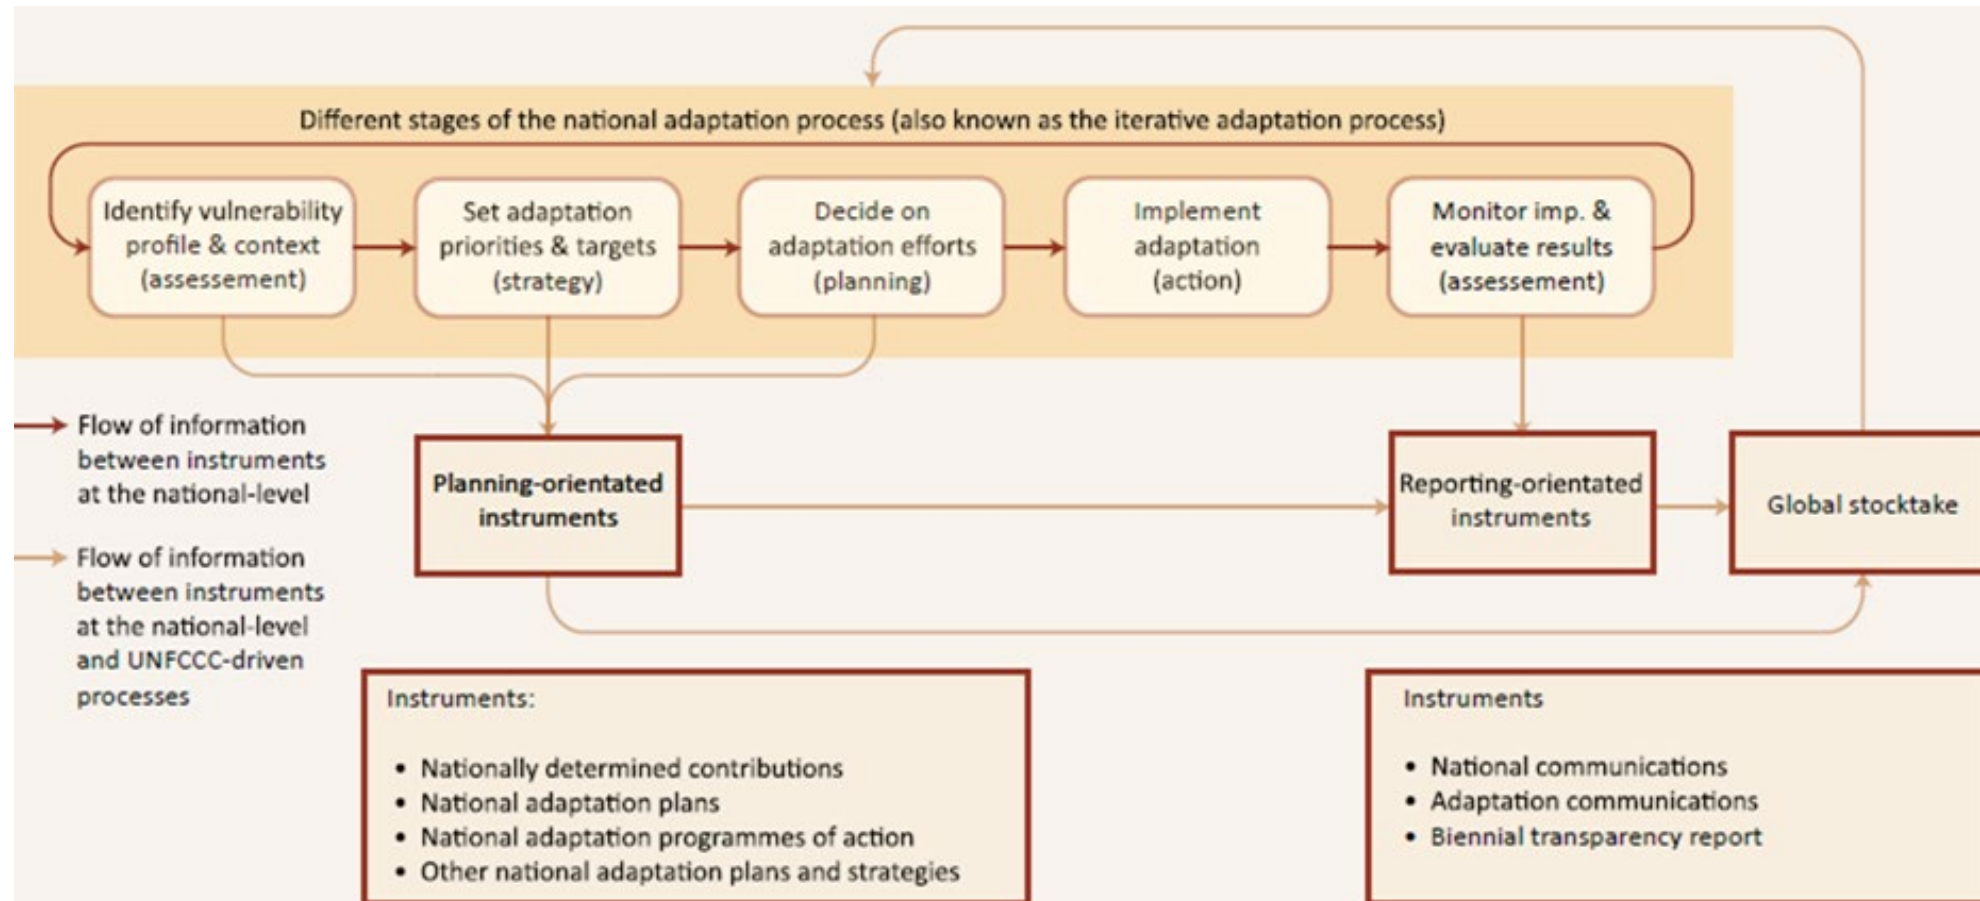 Different stages of the national adaptation process (also known as the iterative adaptation process)
Identify vulnerability
profile & context
(assessement)
Set adaptation
priorities & targets
(strategy)
Decide on
adaptation efforts
(planning)
Implement
adaptation
(action)
Monitor imp. &
evaluate results
(assessment)
Flow of information
between instruments
at the national-level
Flow of information
between instruments
at the national-level
and UNFCCC-driven
processes
Planning-orientated
instruments
Reporting-orientated
instruments
Global stocktake
Instruments:
• Nationally determined contributions
• National adaptation plans
• National adaptation programmes of action
• Other national adaptation plans and strategies
Instruments
• National communications
• Adaptation communications
• Biennial transparency report